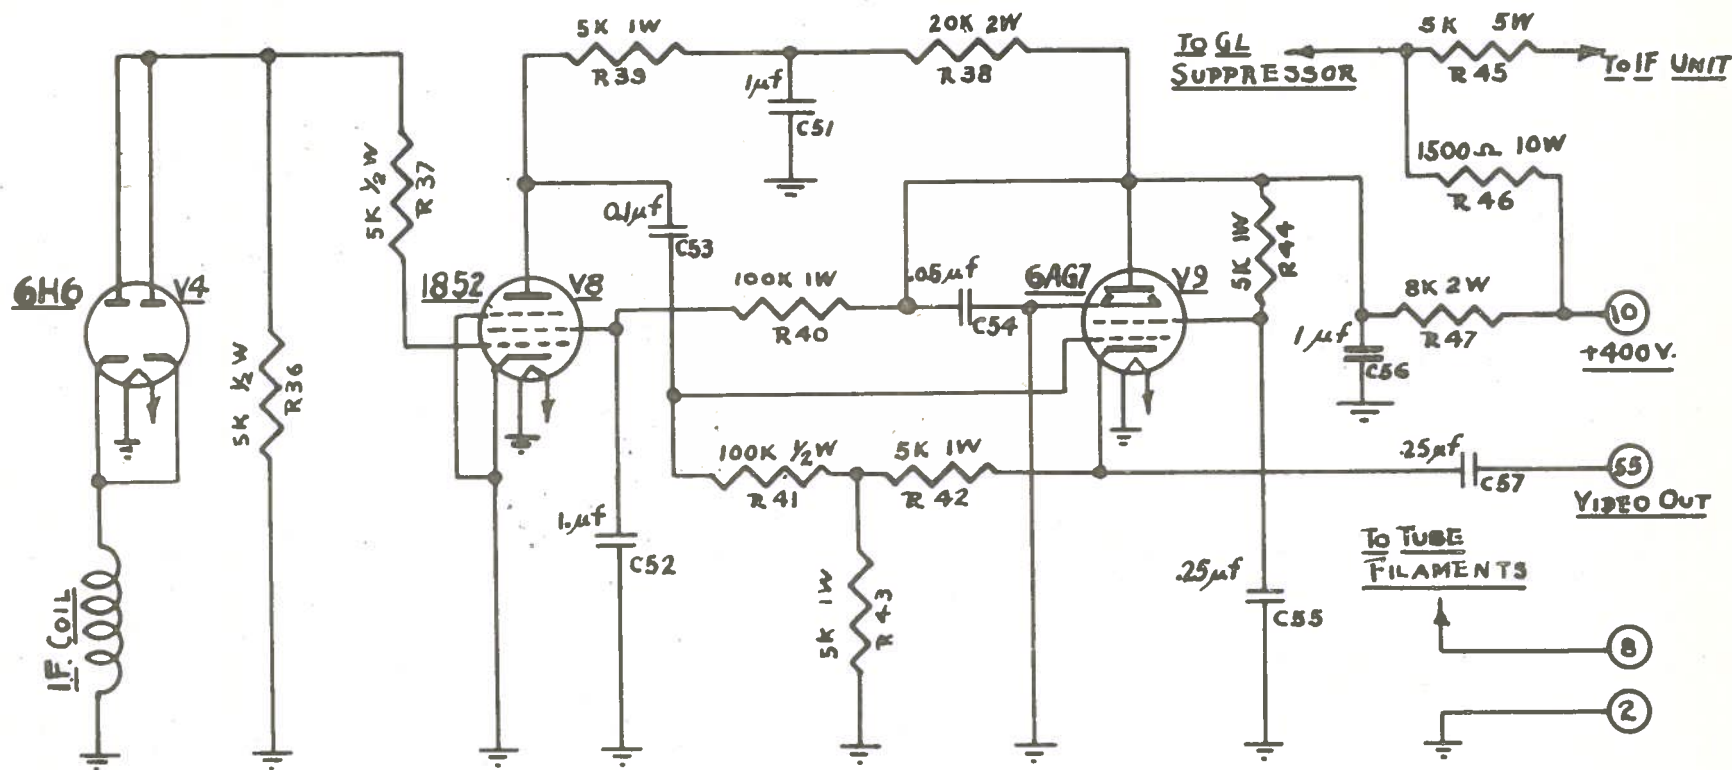 5K 1W
R39
20K 2W
R38
1μf
C51
TO GL
SUPPRESSOR
5K 5W
R45
TO IF UNIT
1500Ω 10W
R46
5K ½W
R37
0.1μf
C53
5K 1W
R44
6H6
V4
1852
V8
100K 1W
R40
.05μf
C54
6AG7
V9
8K 2W
R47
10
+400V.
1μf
C56
5K ½W
R36
100K ½W
R41
5K 1W
R42
.25μf
C57
55
VIDEO OUT
1.μf
C52
5K 1W
R43
.25μf
C55
TO TUBE
FILAMENTS
I.F. COIL
8
2